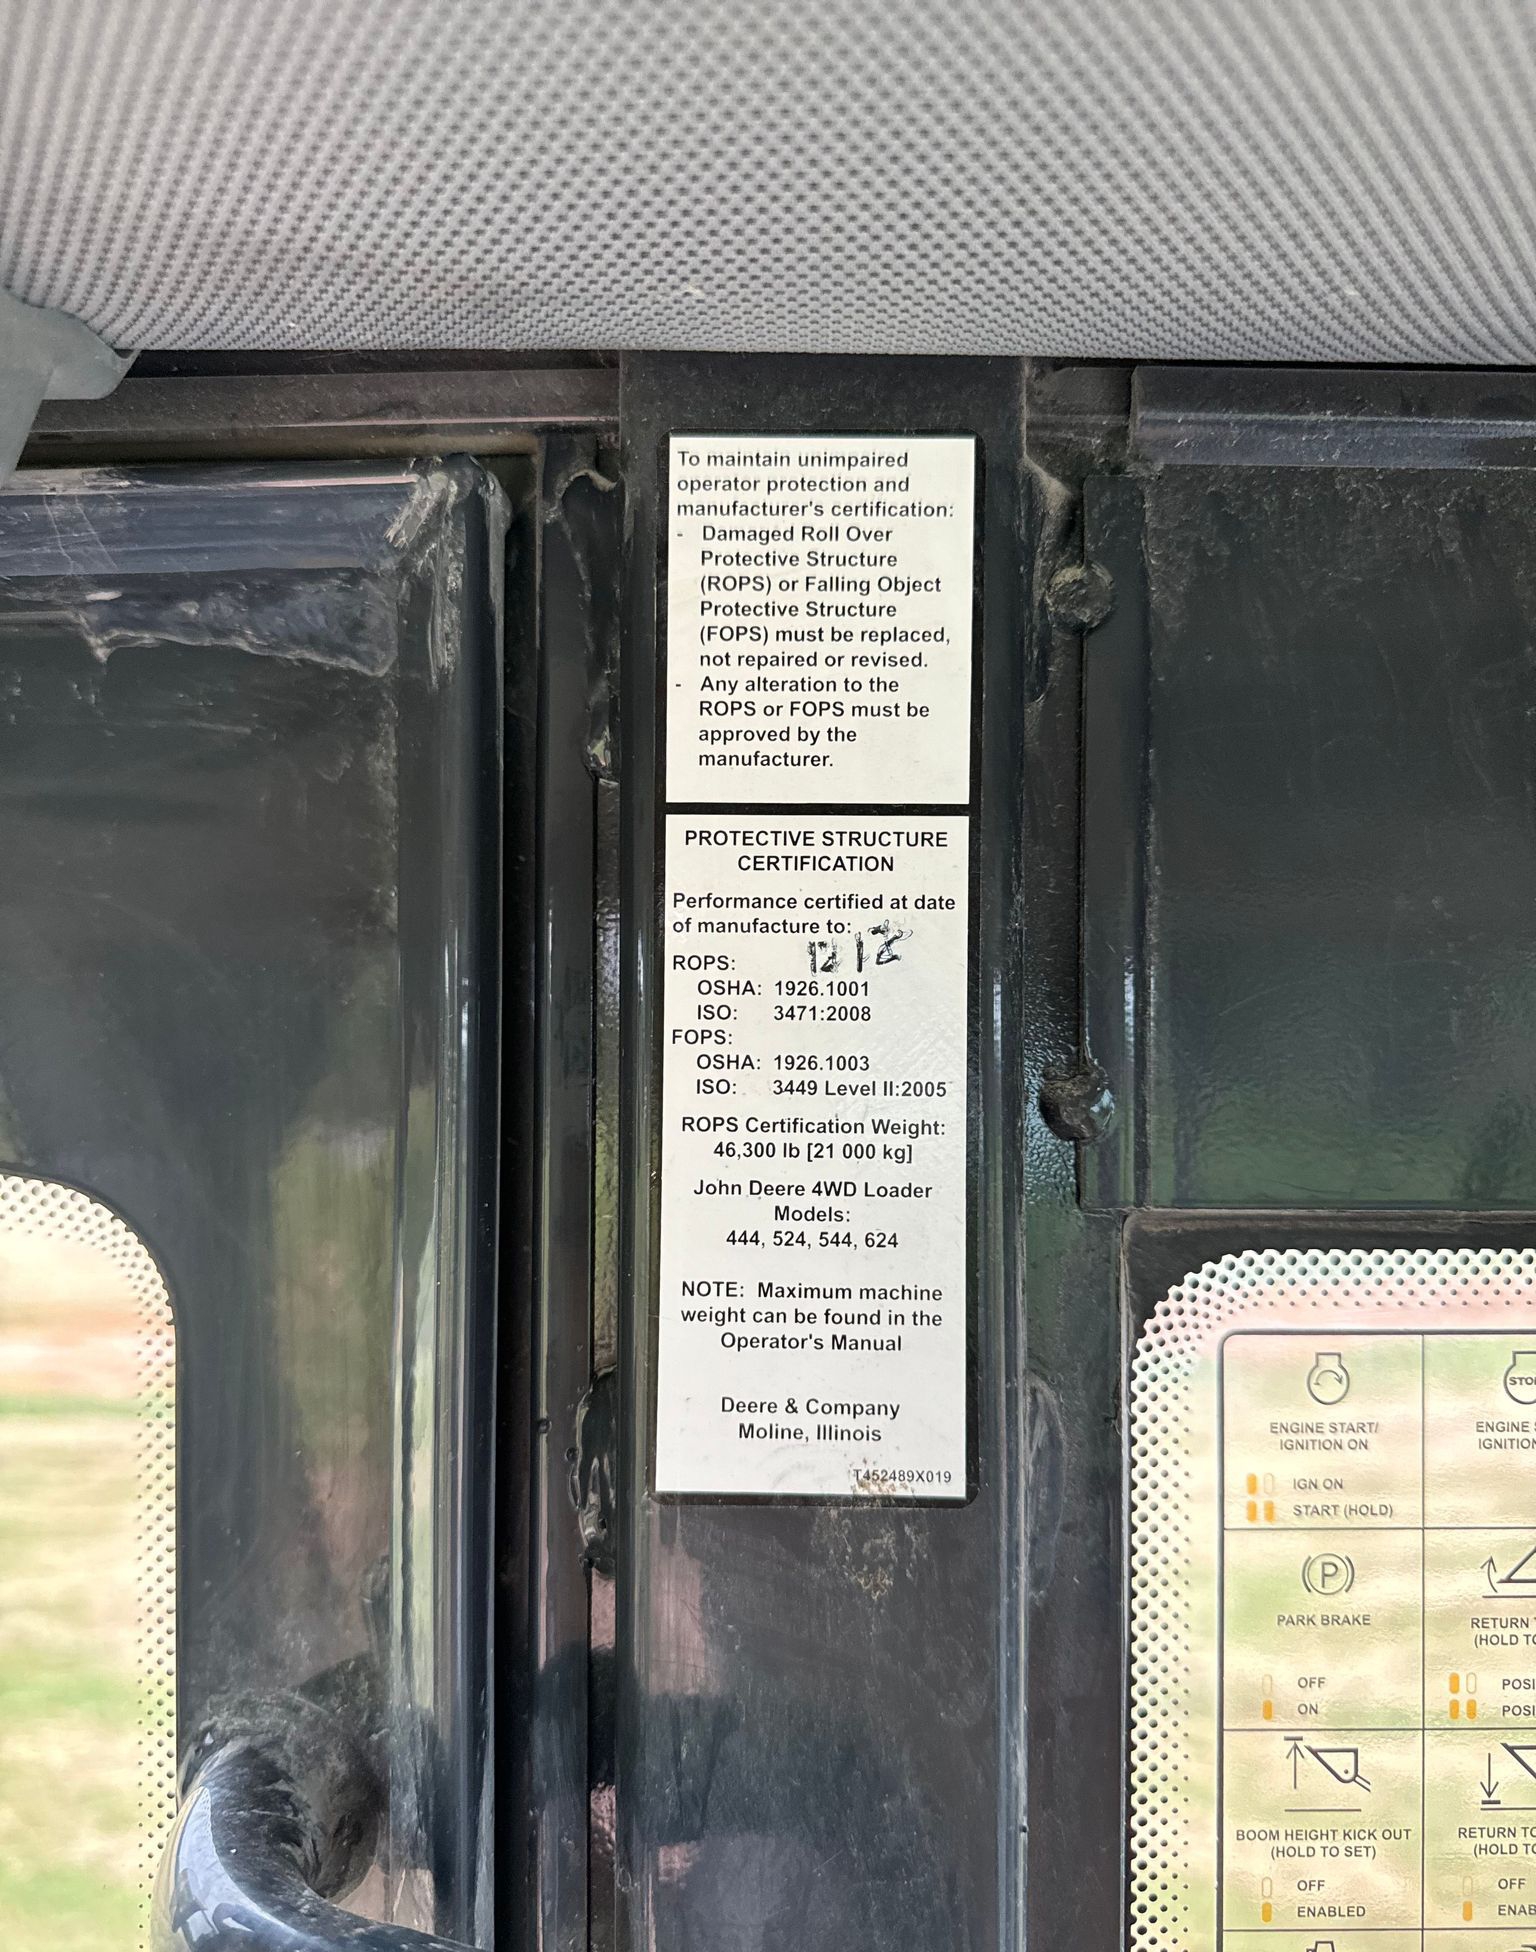 To maintain unimpaired
operator protection and
manufacturer's certification:
- Damaged Roll Over
Protective Structure
(ROPS) or Falling Object
Protective Structure
(FOPS) must be replaced,
not repaired or revised.
- Any alteration to the
ROPS or FOPS must be
approved by the
manufacturer.
PROTECTIVE STRUCTURE
CERTIFICATION
Performance certified at date
of manufacture to:
ROPS:
OSHA: 1926.1001
ISO: 3471:2008
FOPS:
OSHA: 1926.1003
ISO: 3449 Level II:2005
ROPS Certification Weight:
46,300 lb [21 000 kg]
John Deere 4WD Loader
Models:
444, 524, 544, 624
NOTE: Maximum machine
weight can be found in the
Operator's Manual
Deere & Company
Moline, Illinois
T452489X019
ENGINE START/
IGNITION ON
IGN ON
START (HOLD)
PARK BRAKE
OFF
ON
BOOM HEIGHT KICK OUT
(HOLD TO SET)
OFF
ENABLED
ENGINE
RETURN
(HOLD
RETURN
(HOLD
OFF